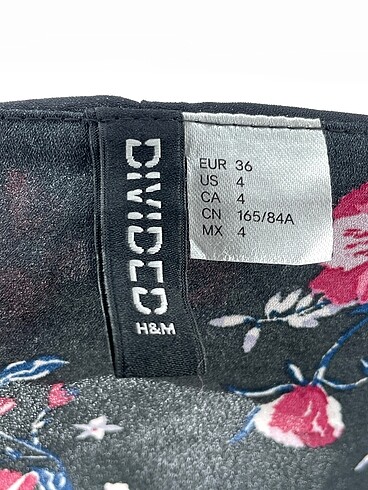 DIVIDED
H&M
EUR 36
US 4
CA 4
CN 165/84A
MX 4